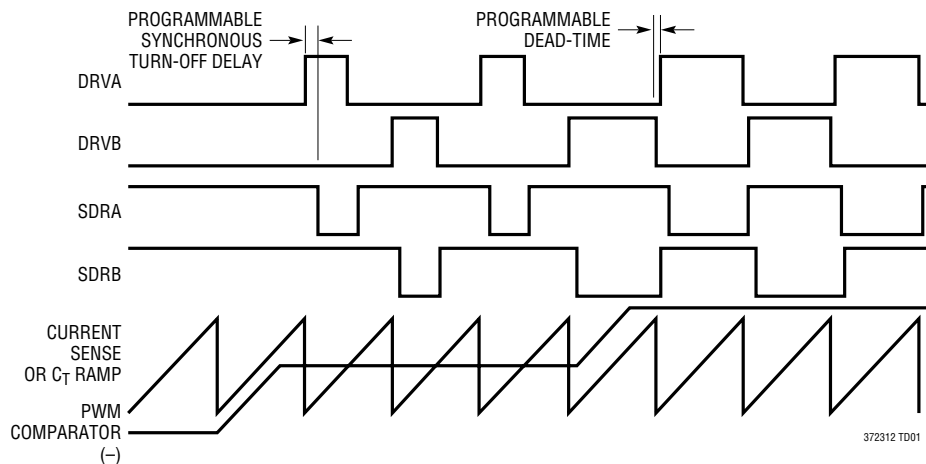 PROGRAMMABLE
SYNCHRONOUS
TURN-OFF DELAY
PROGRAMMABLE
DEAD-TIME
DRVA
DRVB
SDRA
SDRB
CURRENT
SENSE
OR CT RAMP
PWM
COMPARATOR
(–)
372312 TD01